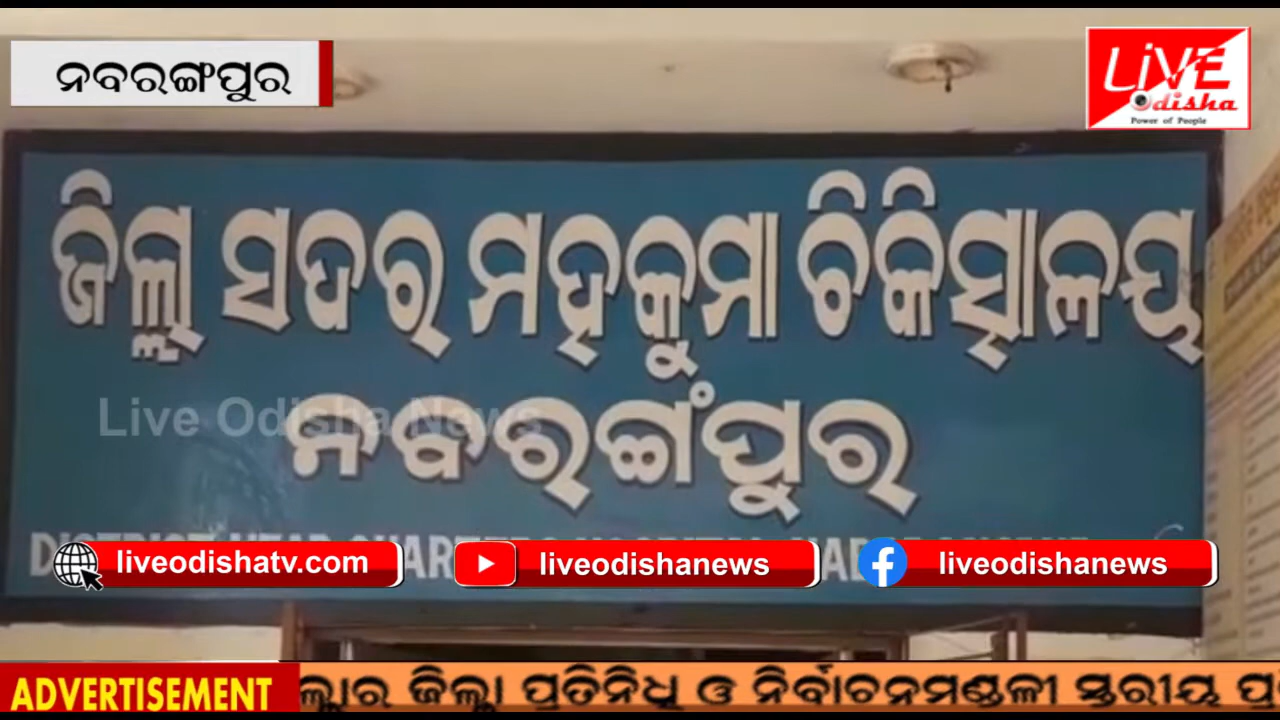 ନବରଙ୍ଗପୁର
LiVE
Odisha
Power of People
ଜିଲ୍ଲା ସଦର ମହକୁମା ଚିକିତ୍ସାଳୟ
Live Odisha News
ନବରଙ୍ଗଂପୁର
liveodishatv.com
liveodishanews
liveodishanews
ADVERTISEMENT
ଜିଲ୍ଲା ପ୍ରତିନିଧି ଓ ନିର୍ବାଚନମଣ୍ଡଳୀ ସ୍ତରୀୟ